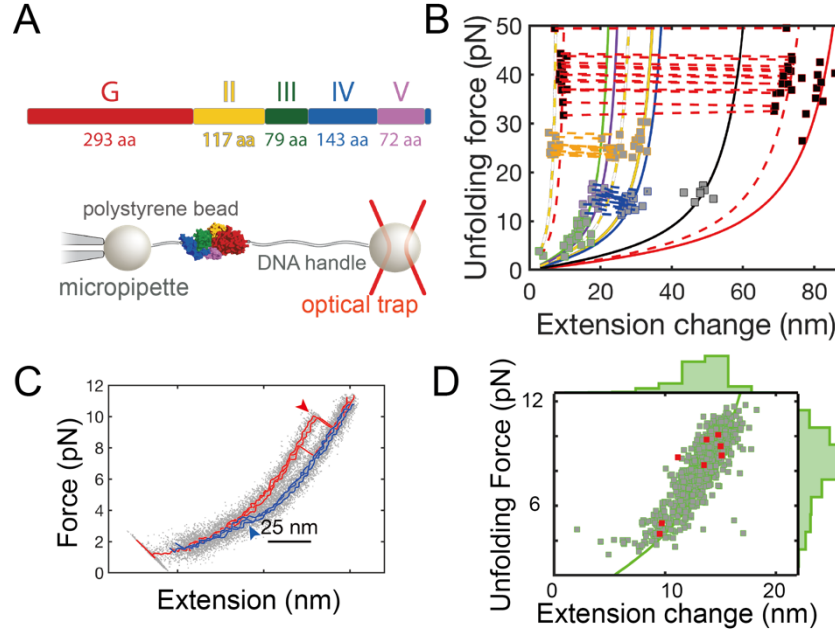 A
G II III IV V
293 aa 117 aa 79 aa 143 aa 72 aa
polystyrene bead
DNA handle
micropipette
optical trap
B
Unfolding force (pN)
50
40
30
20
10
0
0 20 40 60 80
Extension change (nm)
C
Force (pN)
12
10
8
6
4
2
0
25 nm
Extension (nm)
D
Unfolding Force (pN)
12
6
0 10 20
Extension change (nm)